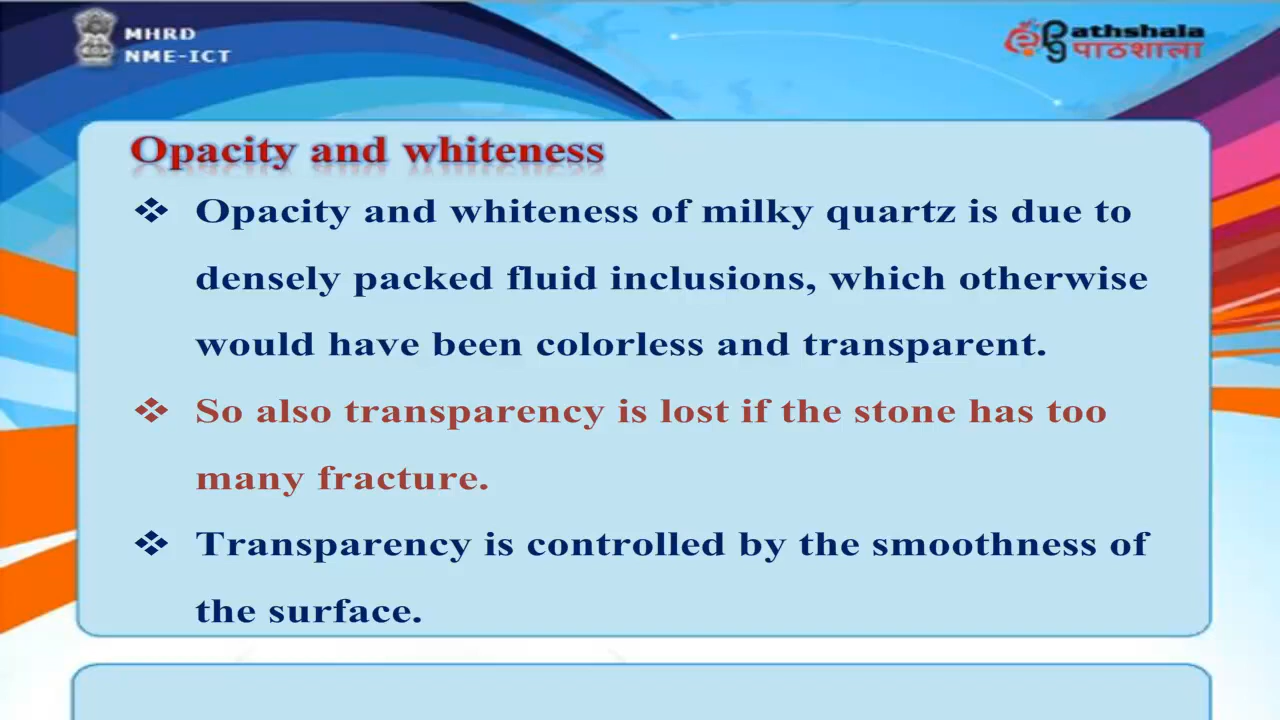 MHRD
NME-ICT
athshala
पाठशाला
Opacity and whiteness
❖ Opacity and whiteness of milky quartz is due to
densely packed fluid inclusions, which otherwise
would have been colorless and transparent.
❖ So also transparency is lost if the stone has too
many fracture.
❖ Transparency is controlled by the smoothness of
the surface.